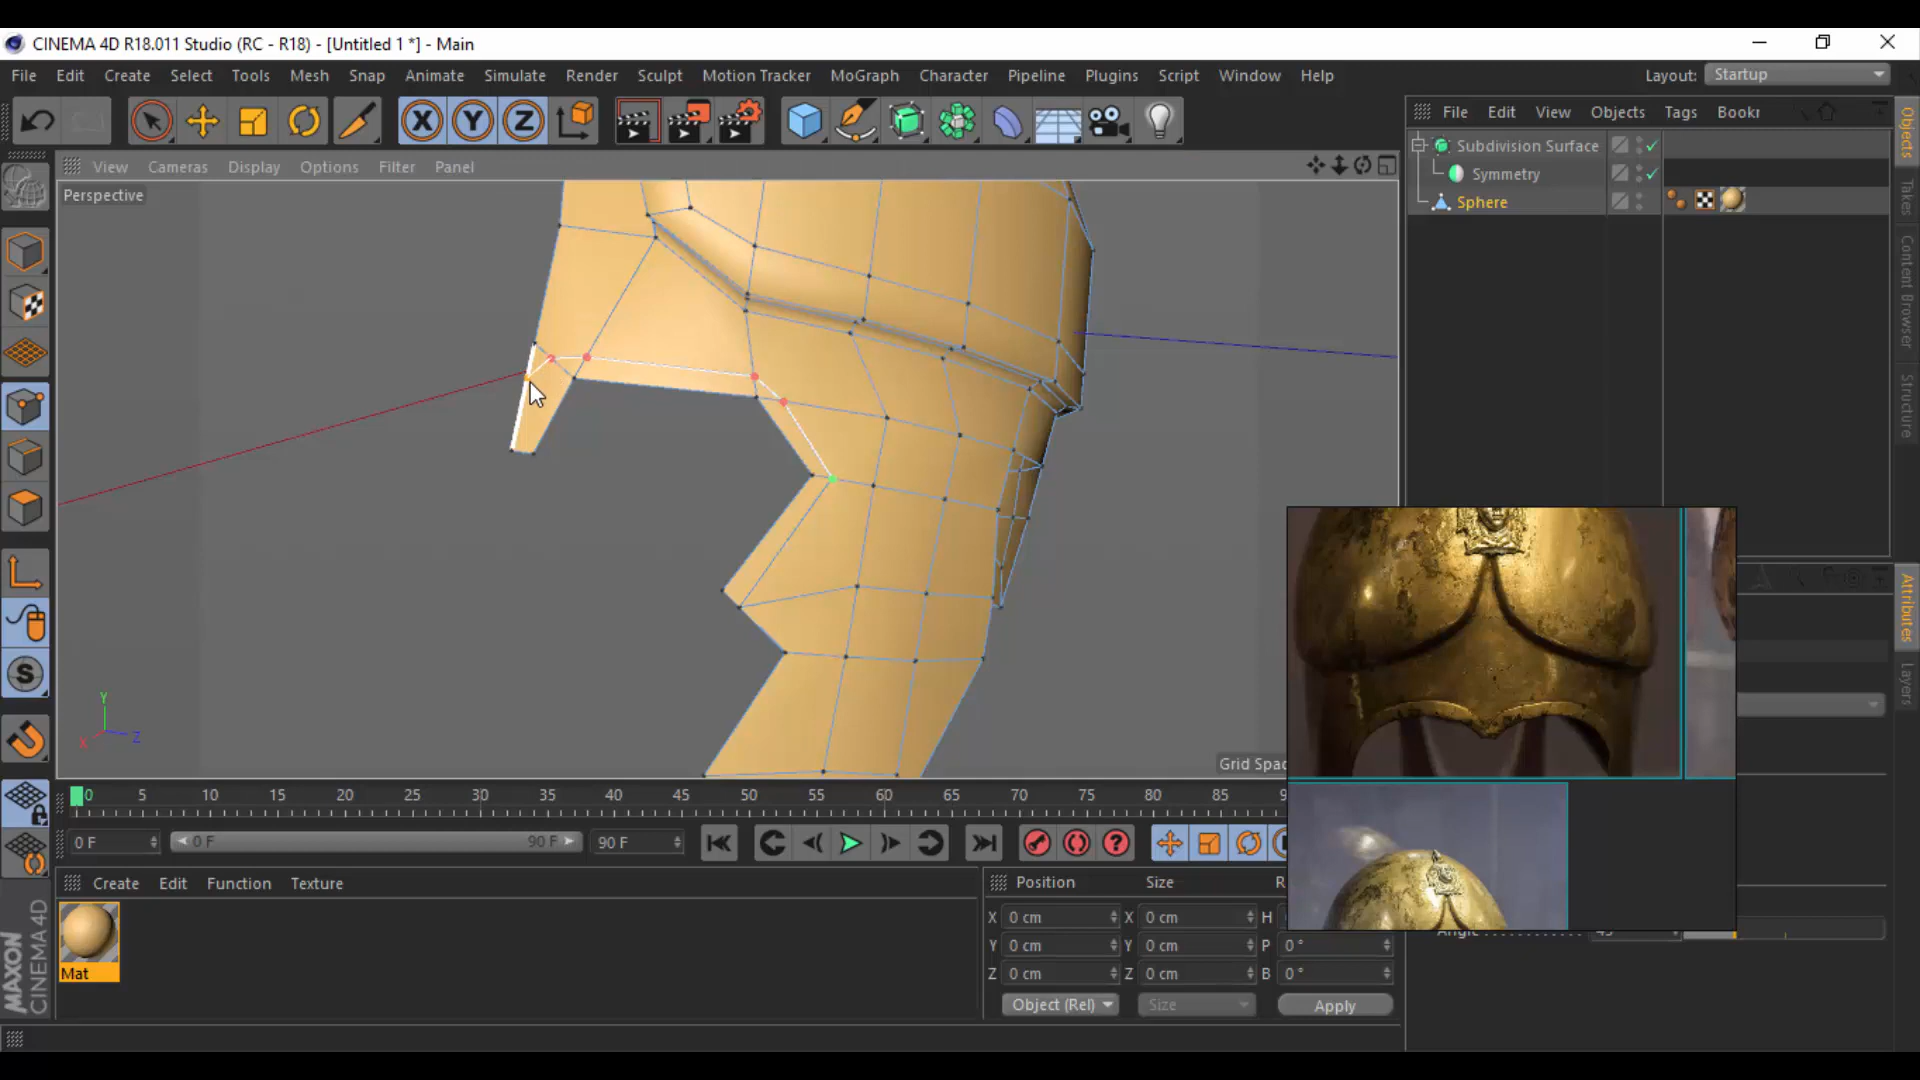 CINEMA 4D R18.011 Studio (RC - R18) - [Untitled 1 *] - Main
File Edit Create Select Tools Mesh Snap Animate Simulate Render Sculpt Motion Tracker MoGraph Character Pipeline Plugins Script Window Help Layout: Startup
X Y Z
File Edit View Objects Tags Bookr
Objects
Takes
Content Browser
Structure
Attributes
Layers
View Cameras Display Options Filter Panel
Perspective
Subdivision Surface
Symmetry
Sphere
S
Y
X Z
Grid Spac
0 5 10 15 20 25 30 35 40 45 50 55 60 65 70 75 80 85 9
0 F 0 F 90 F 90 F
Create Edit Function Texture
Mat
MAXON
CINEMA 4D
Position Size R
X 0 cm X 0 cm H
Y 0 cm Y 0 cm P 0 °
Z 0 cm Z 0 cm B 0 °
Object (Rel) Size Apply